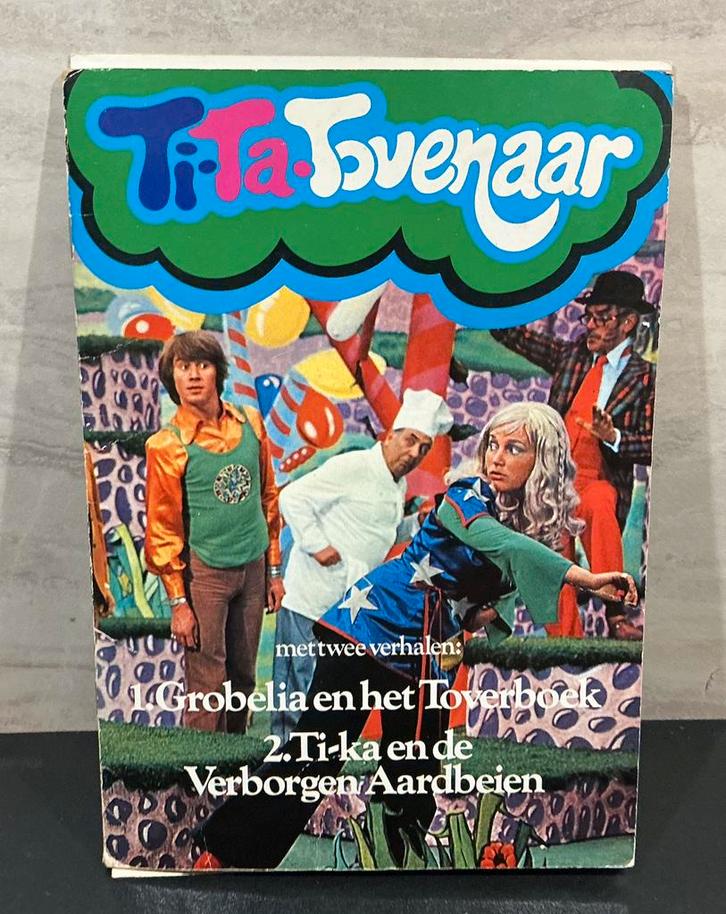 Ti-Ta-Tovenaar
met twee verhalen:
1. Grobelia en het Toverboek
2. Ti-ka en de
Verborgen Aardbeien